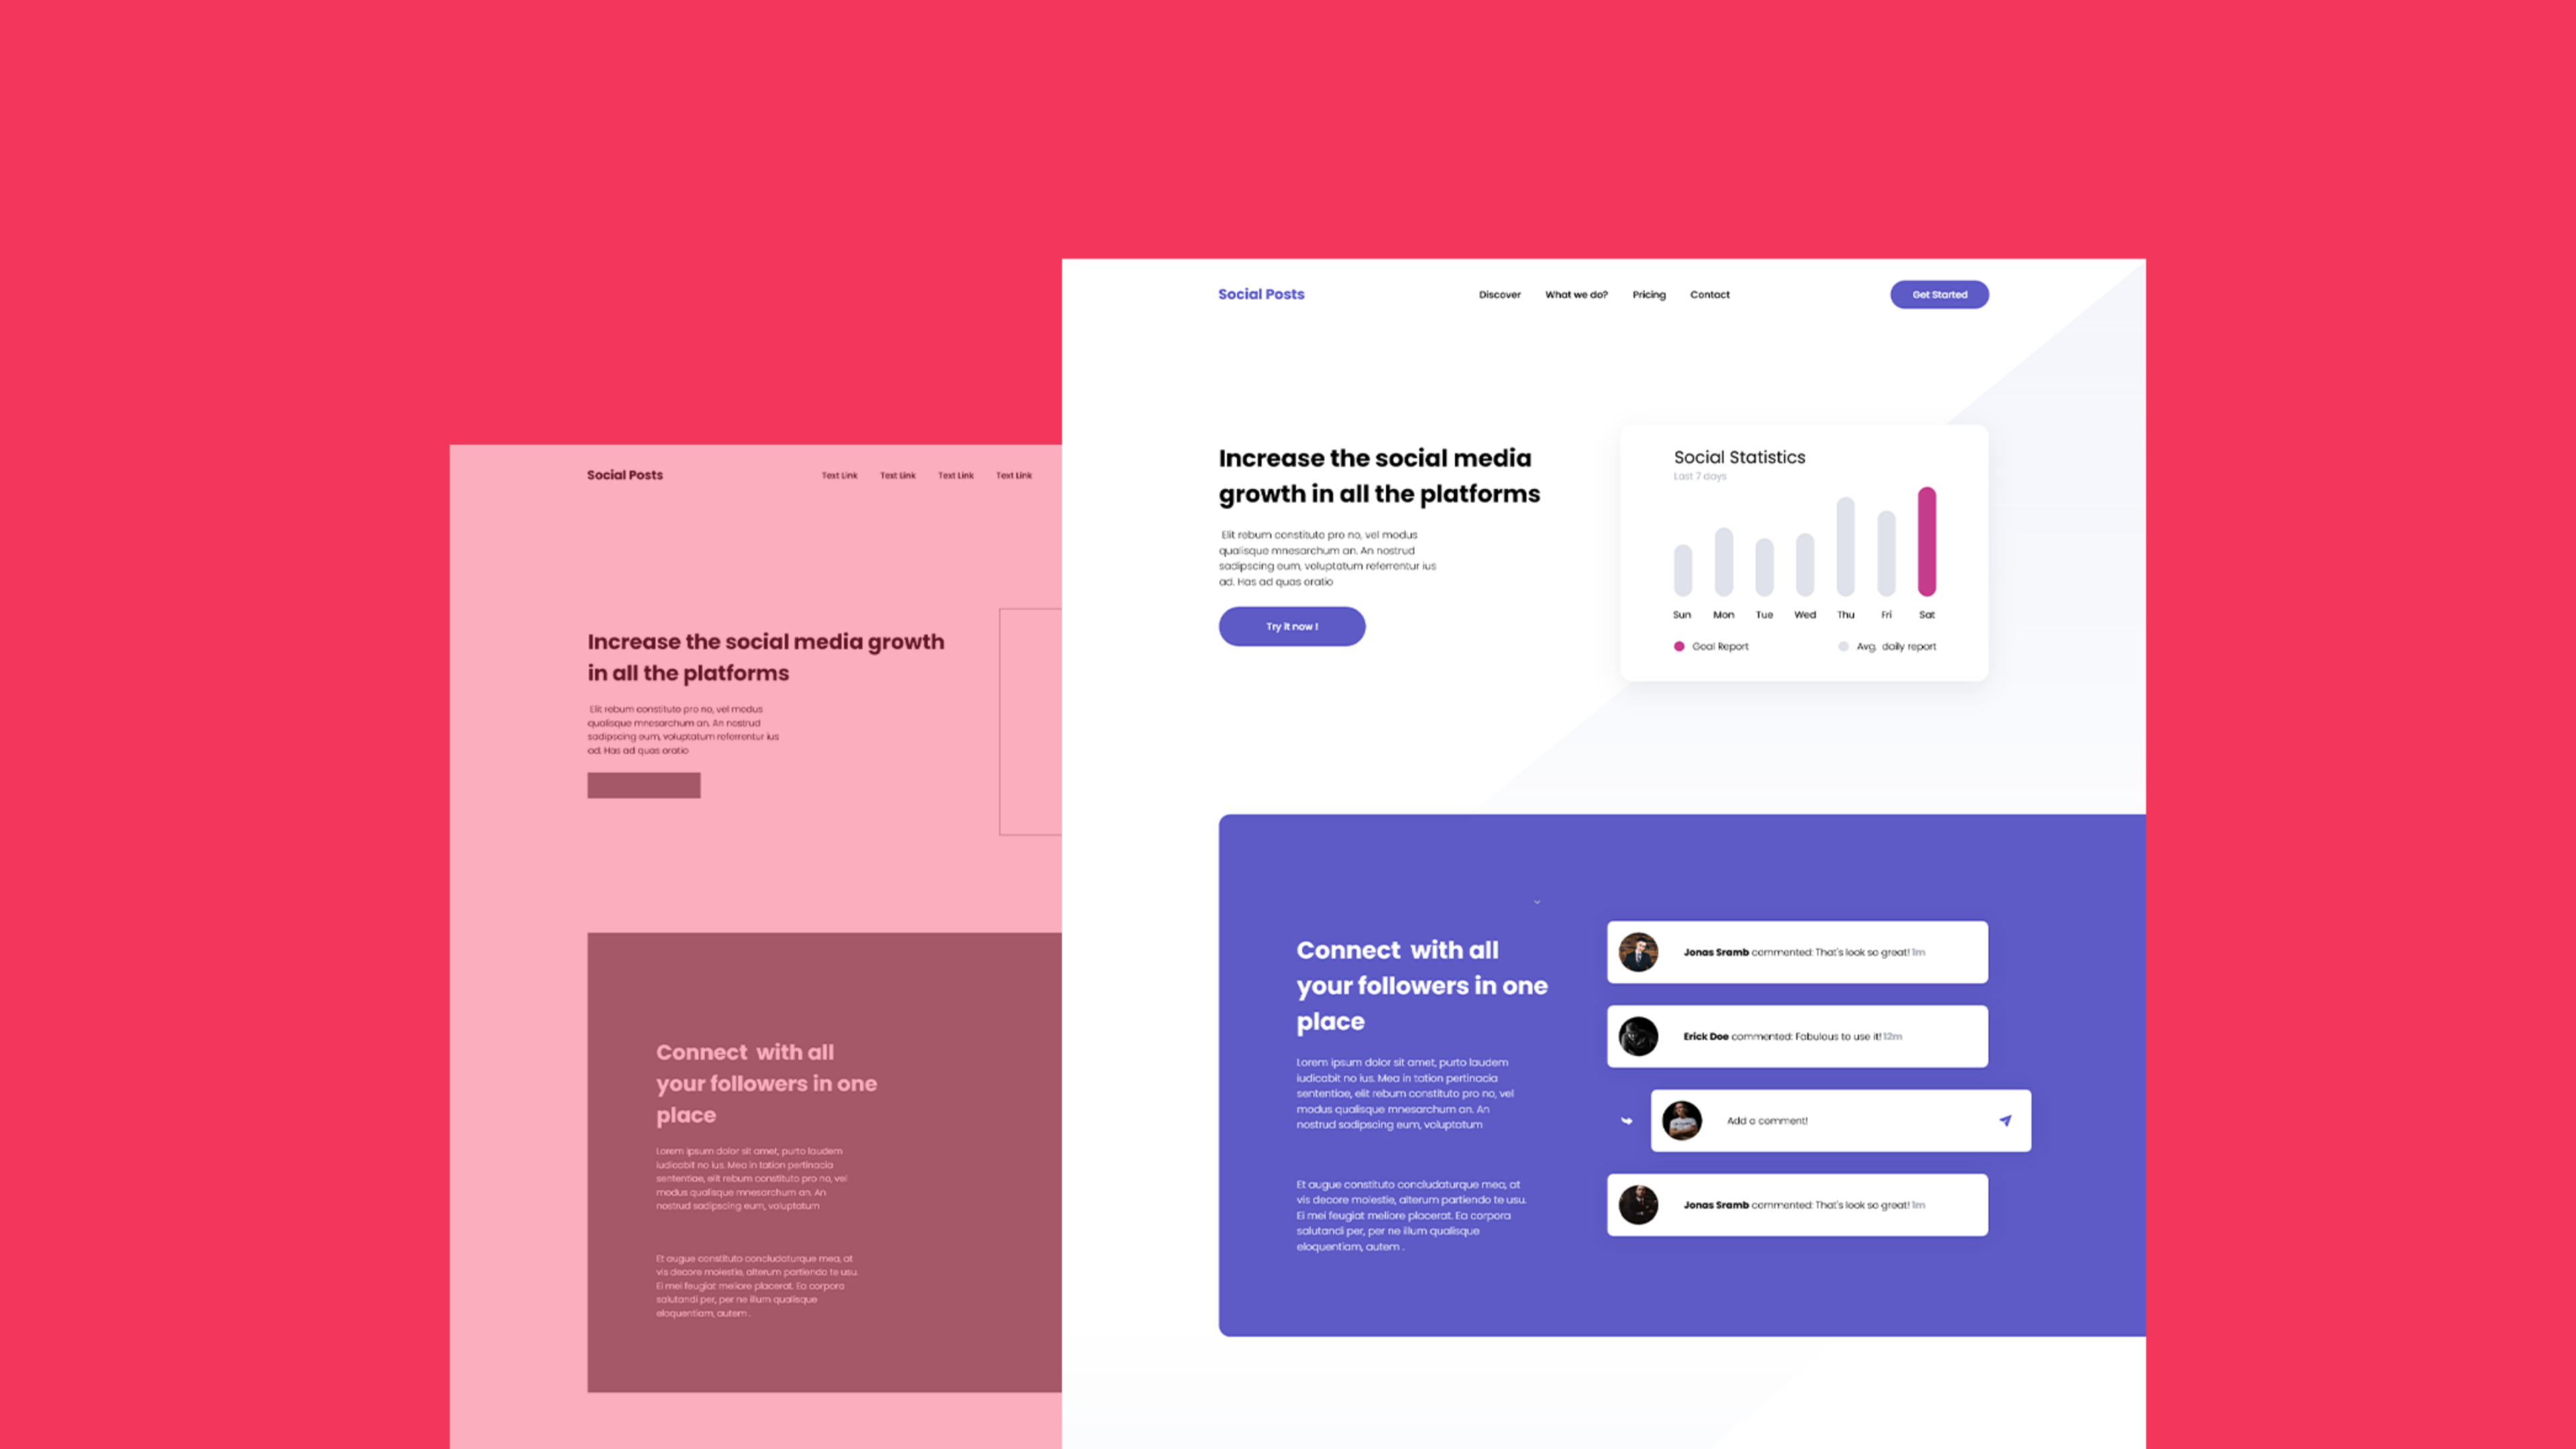 Social Posts
Text Link Text Link Text Link Text Link
Increase the social media growth
in all the platforms
Elit rebum constituto pro no, vel modus
qualisque mnesarchum an. An nostrud
sadipscing eum, voluptatum referrentur ius
ad. Has ad quas oratio
Connect with all
your followers in one
place
Lorem ipsum dolor sit amet, purto laudem
iudicabit no ius. Mea in tation pertinacia
sententiae, elit rebum constituto pro no, vel
modus qualisque mnesarchum an. An
nostrud sadipscing eum, voluptatum
Et augue constituto concludaturque mea, at
vis decore molestie, alterum partiendo te usu.
Ei mei feugiat meliore placerat. Ea corpora
salutandi per, per ne illum qualisque
eloquentiam, autem .
Social Posts
Discover What we do? Pricing Contact
Get Started
Increase the social media
growth in all the platforms
Elit rebum constituto pro no, vel modus
qualisque mnesarchum an. An nostrud
sadipscing eum, voluptatum referrentur ius
ad. Has ad quas oratio
Try it now !
Social Statistics
Last 7 days
Sun Mon Tue Wed Thu Fri Sat
Goal Report Avg. daily report
Connect with all
your followers in one
place
Lorem ipsum dolor sit amet, purto laudem
iudicabit no ius. Mea in tation pertinacia
sententiae, elit rebum constituto pro no, vel
modus qualisque mnesarchum an. An
nostrud sadipscing eum, voluptatum
Et augue constituto concludaturque mea, at
vis decore molestie, alterum partiendo te usu.
Ei mei feugiat meliore placerat. Ea corpora
salutandi per, per ne illum qualisque
eloquentiam, autem .
Jonas Sramb commented: That's look so great! 1m
Erick Doe commented: Fabulous to use it! 12m
Add a comment!
Jonas Sramb commented: That's look so great! 1m